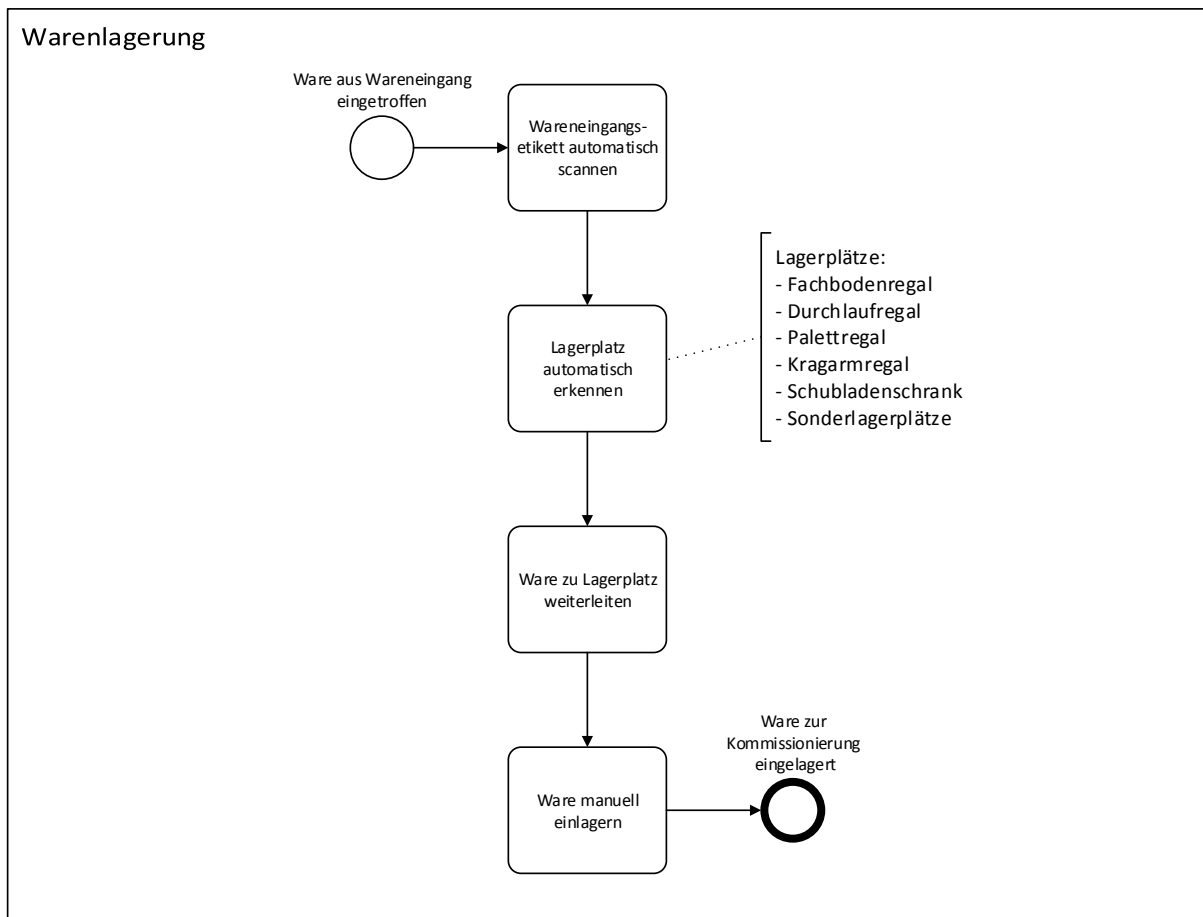 Warenlagerung
Ware aus Wareneingang
eingetroffen
Wareneingangs-
etikett automatisch
scannen
Lagerplatz
automatisch
erkennen
Lagerplätze:
- Fachbodenregal
- Durchlaufregal
- Palettregal
- Kragarmregal
- Schubladenschrank
- Sonderlagerplätze
Ware zu Lagerplatz
weiterleiten
Ware manuell
einlagern
Ware zur
Kommissionierung
eingelagert